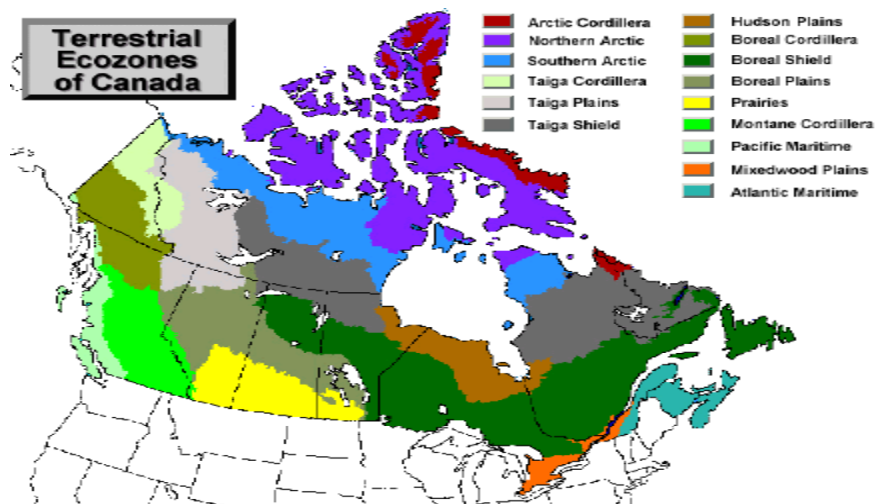 Terrestrial
Ecozones
of Canada
Arctic Cordillera
Northern Arctic
Southern Arctic
Taiga Cordillera
Taiga Plains
Taiga Shield
Hudson Plains
Boreal Cordillera
Boreal Shield
Boreal Plains
Prairies
Montane Cordillera
Pacific Maritime
Mixedwood Plains
Atlantic Maritime